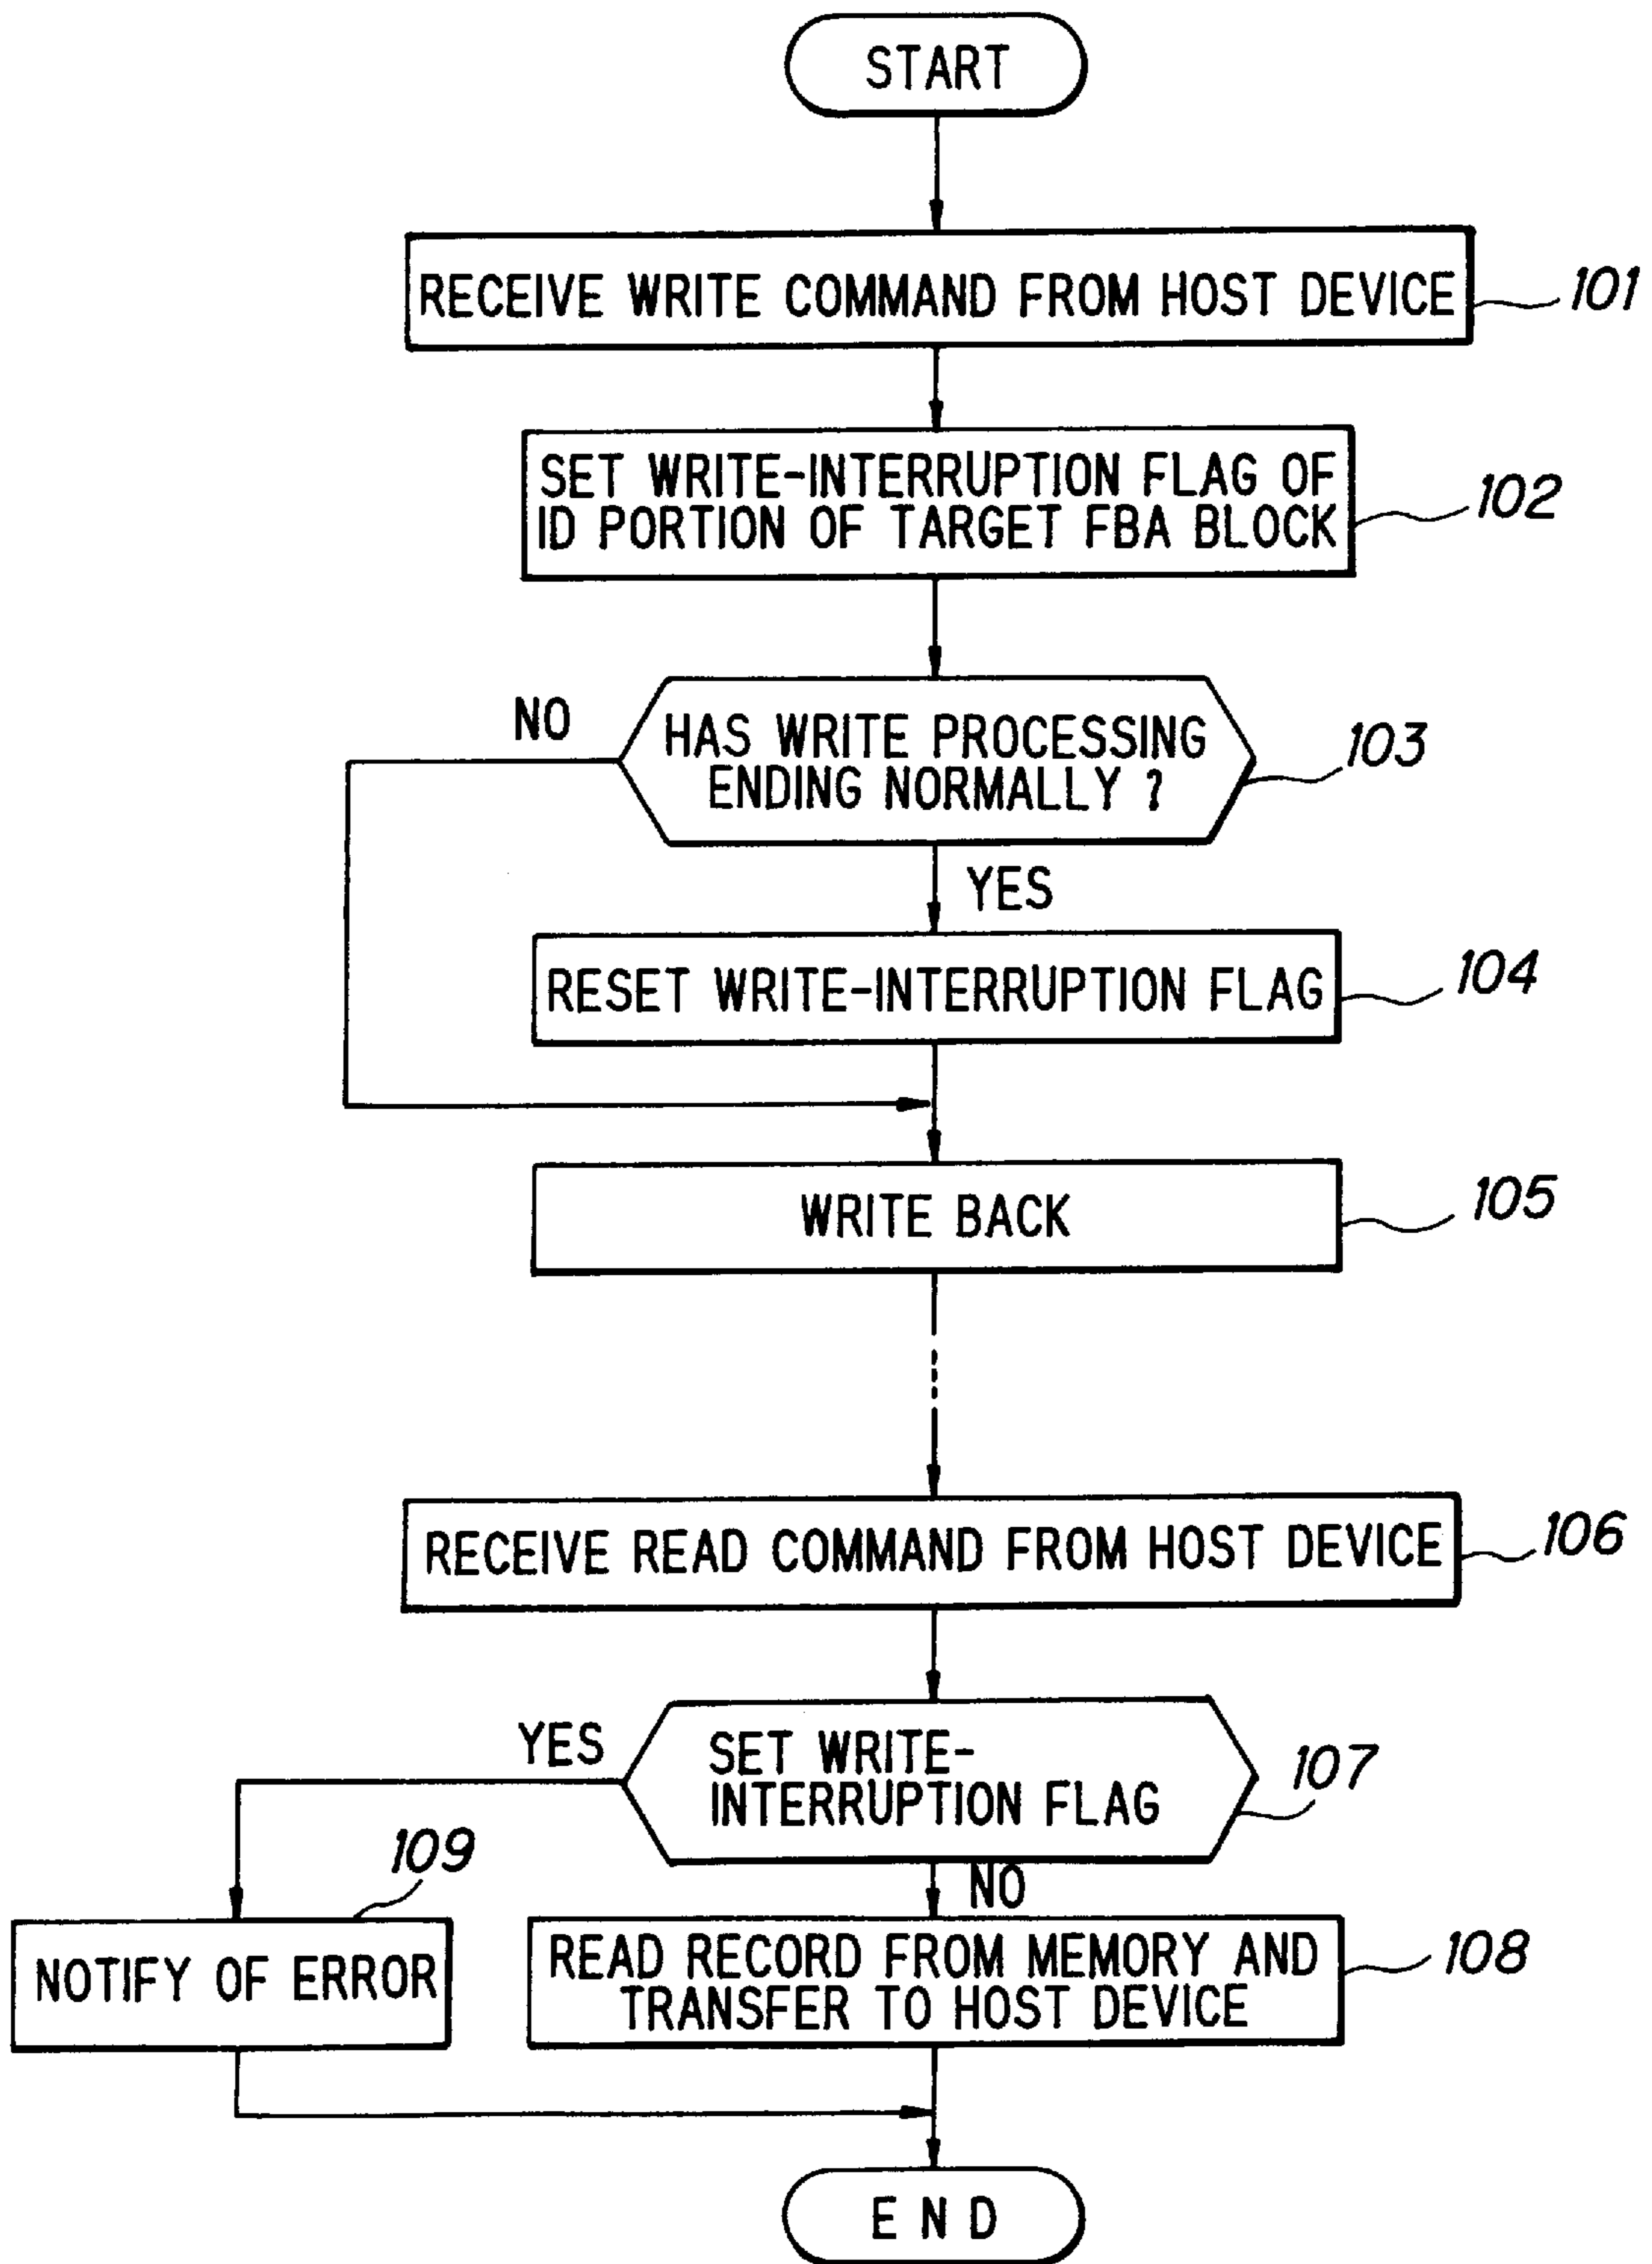 START
RECEIVE WRITE COMMAND FROM HOST DEVICE
101
SET WRITE-INTERRUPTION FLAG OF
ID PORTION OF TARGET FBA BLOCK
102
NO
HAS WRITE PROCESSING
ENDING NORMALLY ?
103
YES
RESET WRITE-INTERRUPTION FLAG
104
WRITE BACK
105
RECEIVE READ COMMAND FROM HOST DEVICE
106
YES
SET WRITE-
INTERRUPTION FLAG
107
109
NO
NOTIFY OF ERROR
READ RECORD FROM MEMORY AND
TRANSFER TO HOST DEVICE
108
END